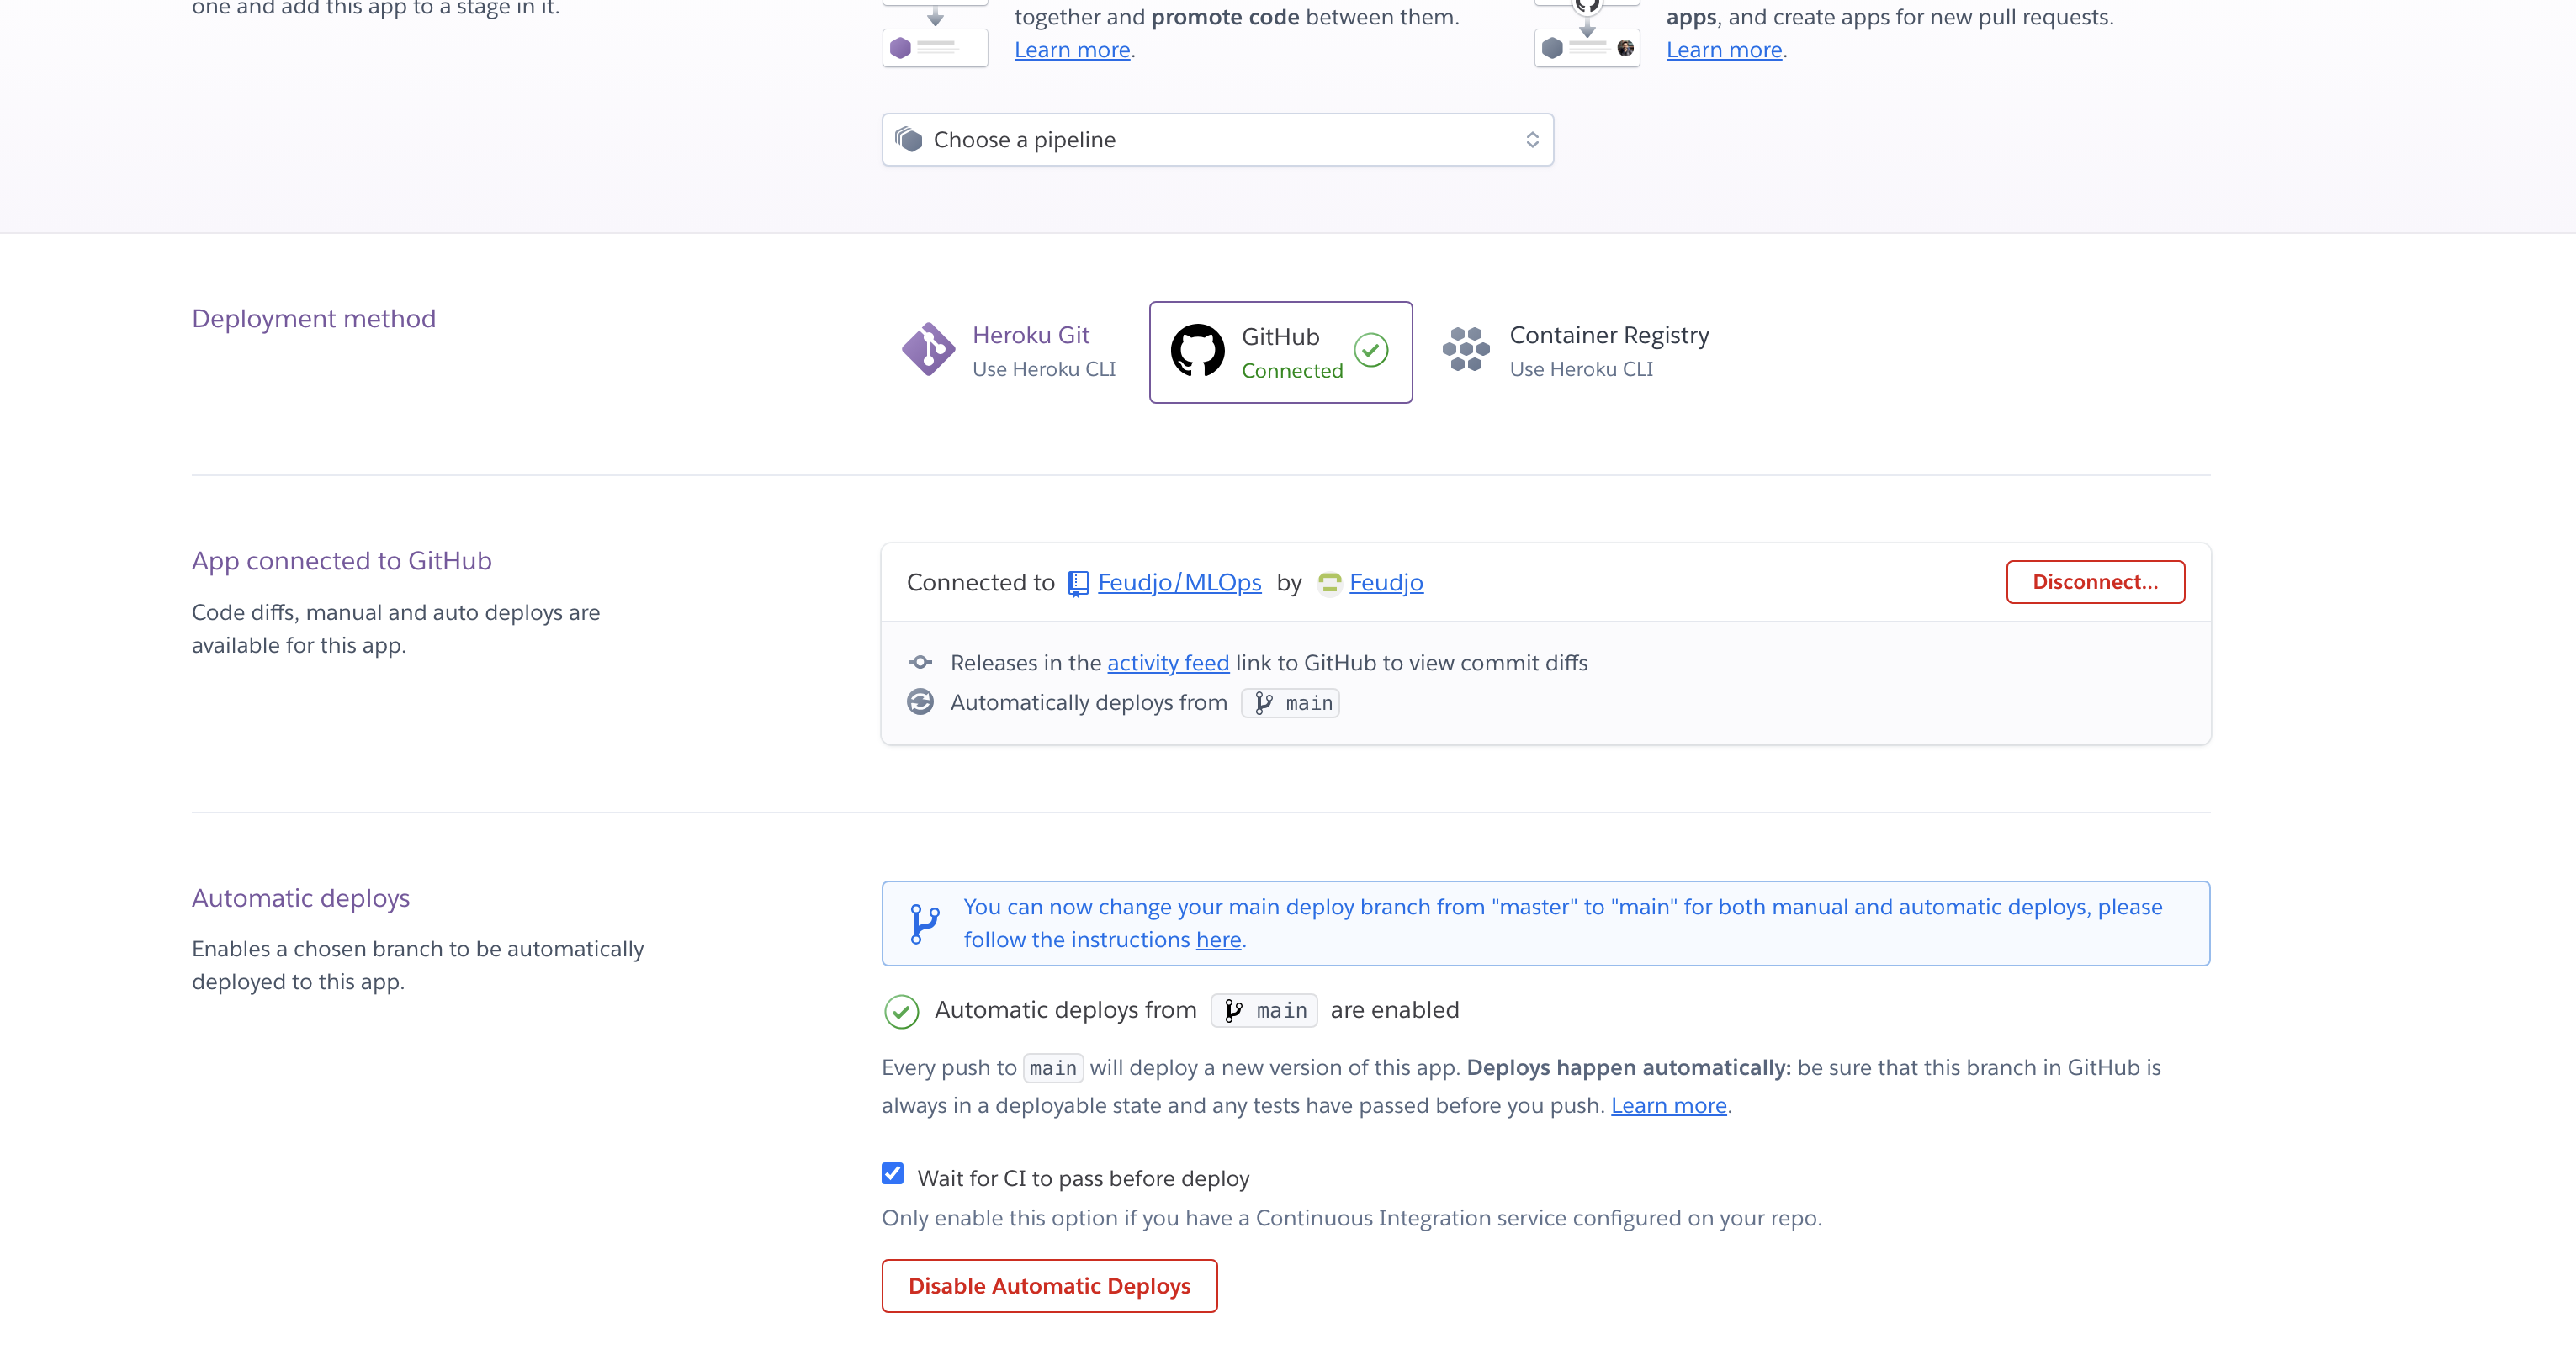 one and add this app to a stage in it.
together and promote code between them.
Learn more.
apps, and create apps for new pull requests.
Learn more.
Choose a pipeline
Deployment method
Heroku Git
Use Heroku CLI
GitHub
Connected
Container Registry
Use Heroku CLI
App connected to GitHub
Code diffs, manual and auto deploys are
available for this app.
Connected to Feudjo/MLOps by Feudjo
Disconnect...
Releases in the activity feed link to GitHub to view commit diffs
Automatically deploys from main
Automatic deploys
Enables a chosen branch to be automatically
deployed to this app.
You can now change your main deploy branch from "master" to "main" for both manual and automatic deploys, please
follow the instructions here.
Automatic deploys from main are enabled
Every push to main will deploy a new version of this app. Deploys happen automatically: be sure that this branch in GitHub is
always in a deployable state and any tests have passed before you push. Learn more.
Wait for CI to pass before deploy
Only enable this option if you have a Continuous Integration service configured on your repo.
Disable Automatic Deploys